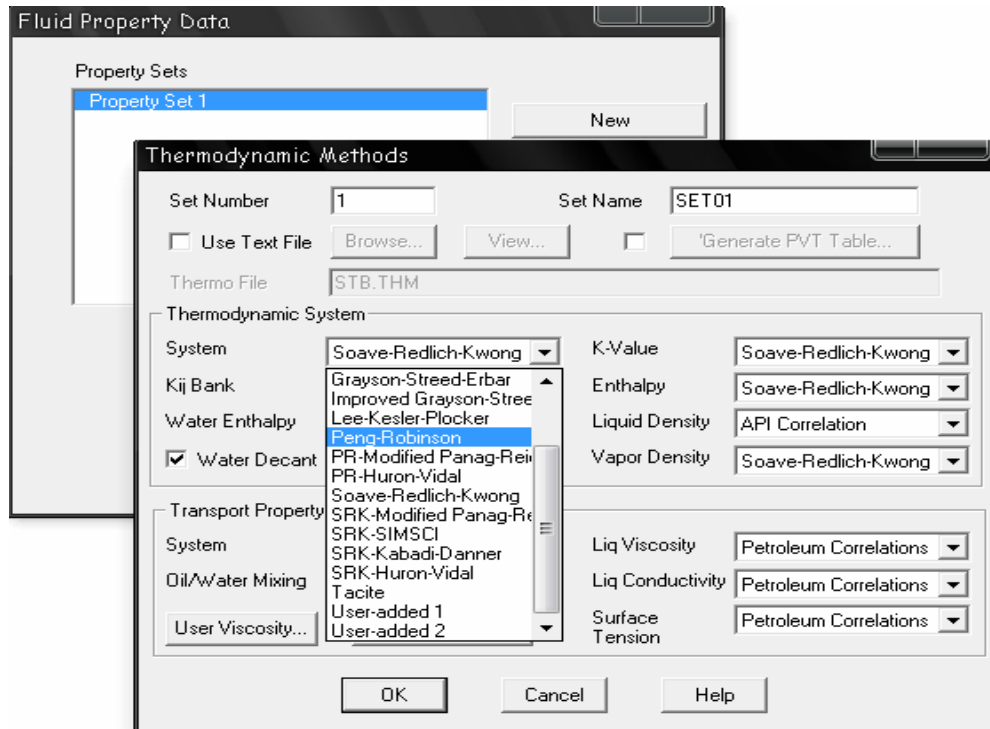 Fluid Property Data
Property Sets
Property Set 1
New
Thermodynamic Methods
Set Number 1 Set Name SET01
Use Text File Browse... View... 'Generate PVT Table...
Thermo File STB.THM
Thermodynamic System
System Soave-Redlich-Kwong K-Value Soave-Redlich-Kwong
Grayson-Streed-Erbar
Kij Bank Enthalpy Soave-Redlich-Kwong
Improved Grayson-Stree
Lee-Kesler-Plocker
Water Enthalpy Liquid Density API Correlation
Peng-Robinson
Water Decant PR-Modified Panag-Rei Vapor Density Soave-Redlich-Kwong
PR-Huron-Vidal
Soave-Redlich-Kwong
Transport Property SRK-Modified Panag-Re
SRK-SIMSCI
System Liq Viscosity Petroleum Correlations
SRK-Kabadi-Danner
Oil/Water Mixing SRK-Huron-Vidal Liq Conductivity Petroleum Correlations
Tacite
User-added 1
User Viscosity... User-added 2 Surface Tension Petroleum Correlations
OK Cancel Help